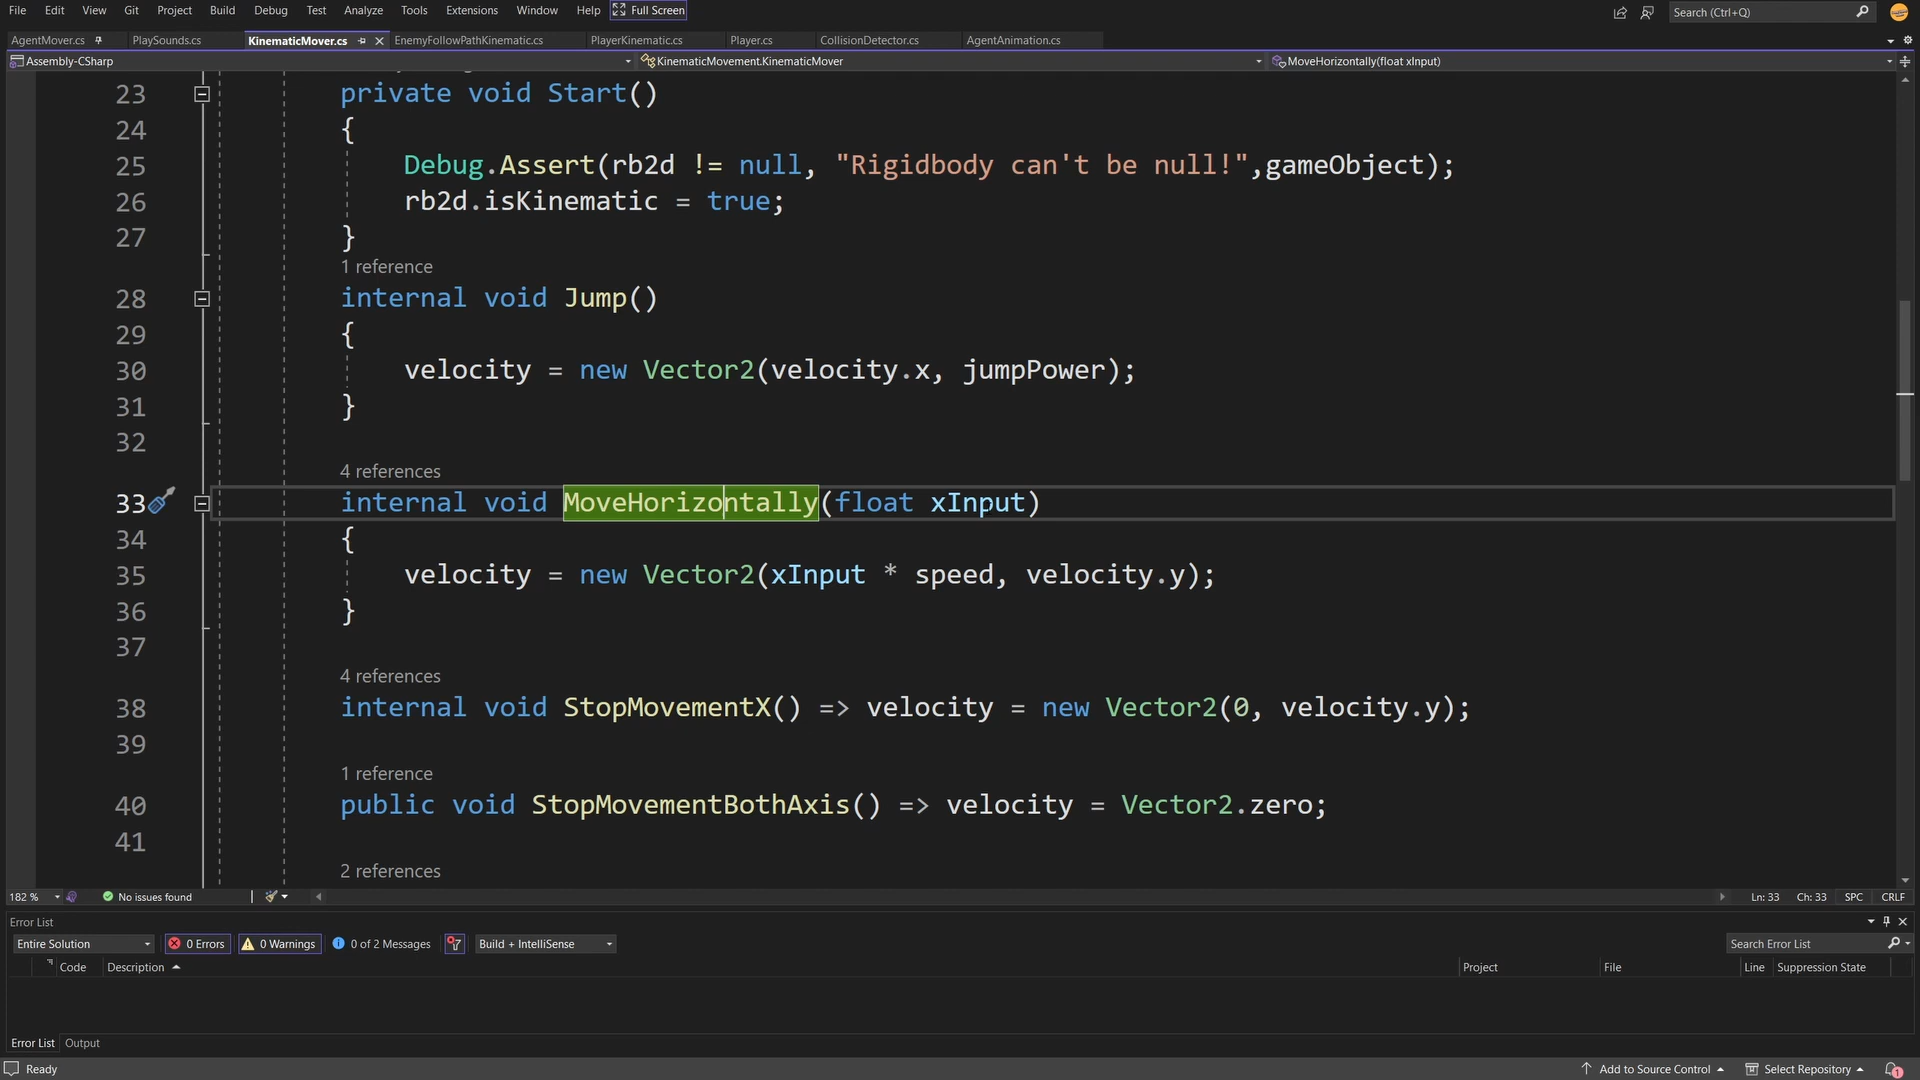 File Edit View Git Project Build Debug Test Analyze Tools Extensions Window Help Full Screen Search (Ctrl+Q)
AgentMover.cs PlaySounds.cs KinematicMover.cs EnemyFollowPathKinematic.cs PlayerKinematic.cs Player.cs CollisionDetector.cs AgentAnimation.cs
Assembly-CSharp KinematicMovement.KinematicMover MoveHorizontally(float xInput)
23 private void Start()
24 {
25 Debug.Assert(rb2d != null, "Rigidbody can't be null!",gameObject);
26 rb2d.isKinematic = true;
27 }
1 reference
28 internal void Jump()
29 {
30 velocity = new Vector2(velocity.x, jumpPower);
31 }
32
4 references
33 internal void MoveHorizontally(float xInput)
34 {
35 velocity = new Vector2(xInput * speed, velocity.y);
36 }
37
4 references
38 internal void StopMovementX() => velocity = new Vector2(0, velocity.y);
39
1 reference
40 public void StopMovementBothAxis() => velocity = Vector2.zero;
41
2 references
182 % No issues found Ln: 33 Ch: 33 SPC CRLF
Error List
Entire Solution 0 Errors 0 Warnings 0 of 2 Messages Build + IntelliSense Search Error List
Code Description Project File Line Suppression State
Error List Output
Ready Add to Source Control Select Repository 1